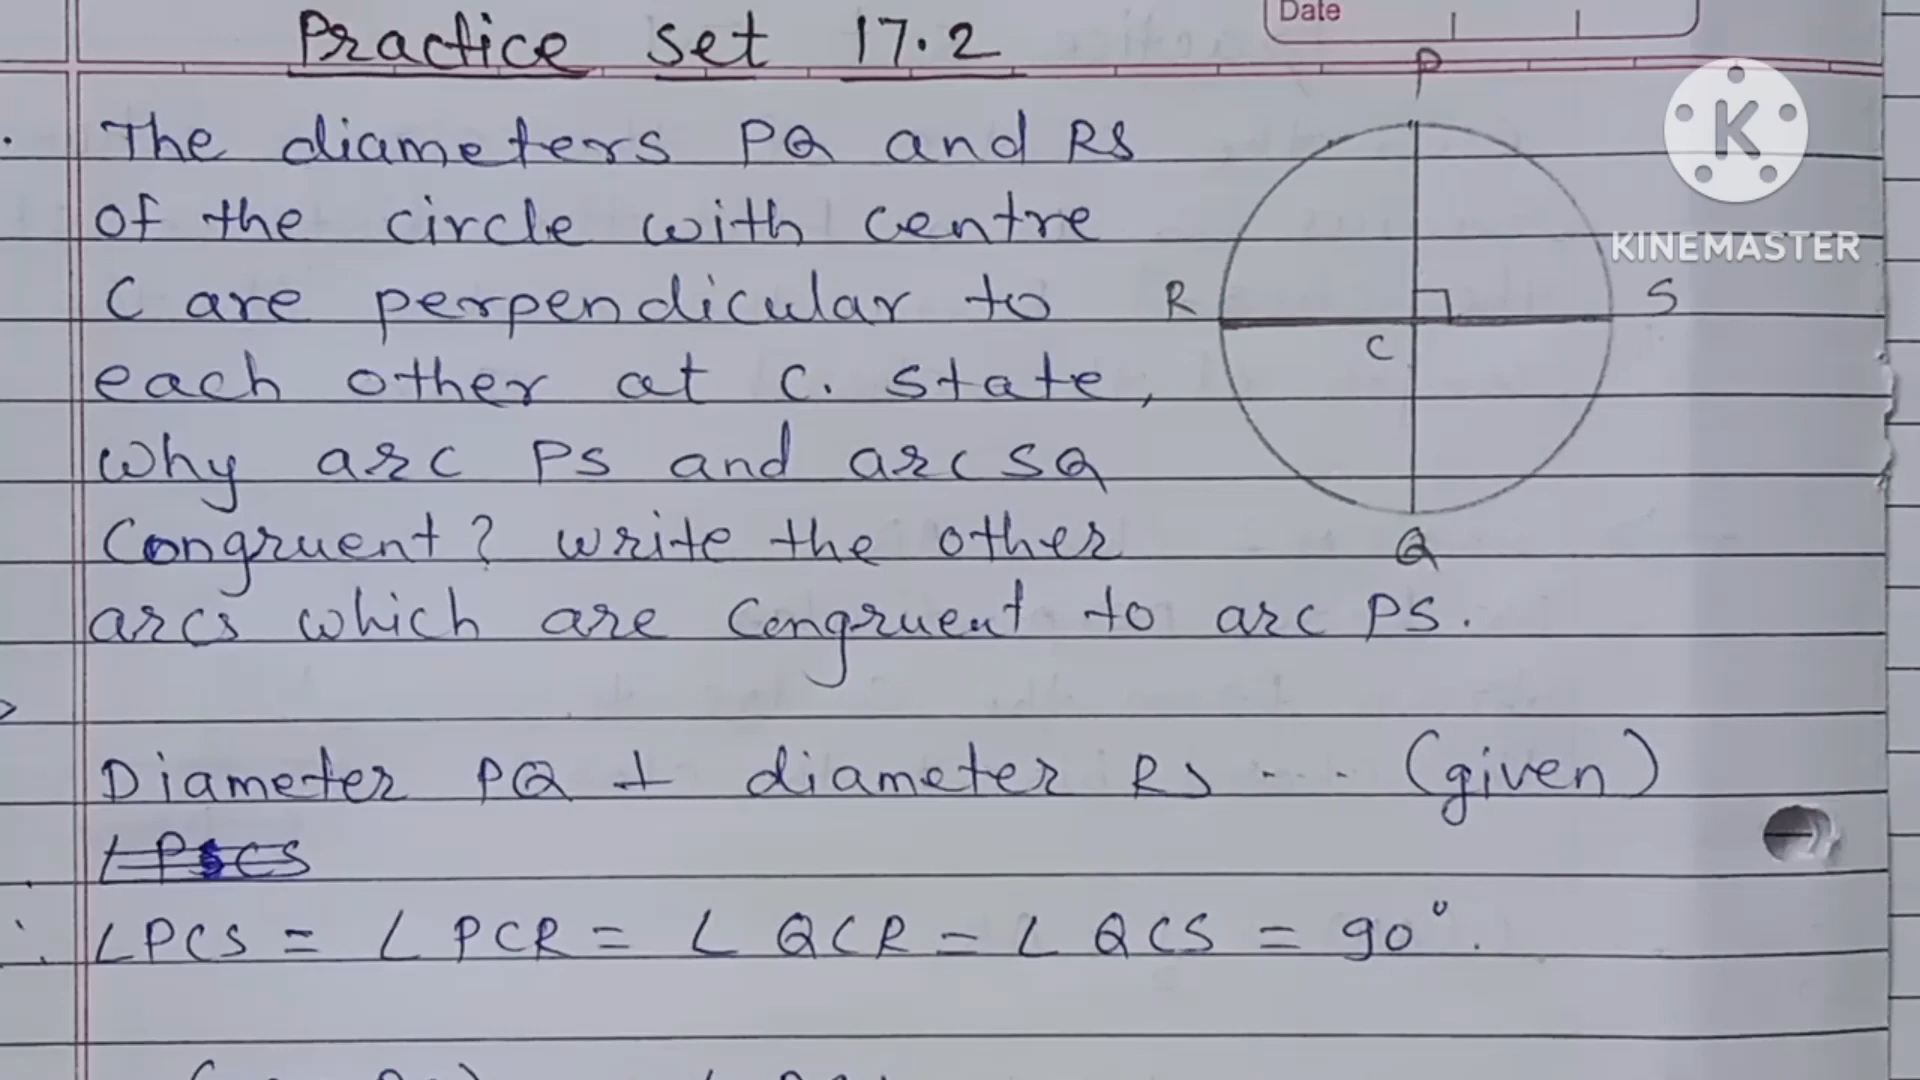 Date
Practice set 17.2
The diameters PQ and RS
of the circle with centre
C are perpendicular to
each other at C. state,
why arc PS and arc SQ
Congruent? write the other
arcs which are congruent to arc PS.
P
R
S
C
Q
K
KINEMASTER
Diameter PQ ⊥ diameter RS -- (given)
∠PSCS
∴ ∠PCS = ∠PCR = ∠QCR = ∠QCS = 90°.